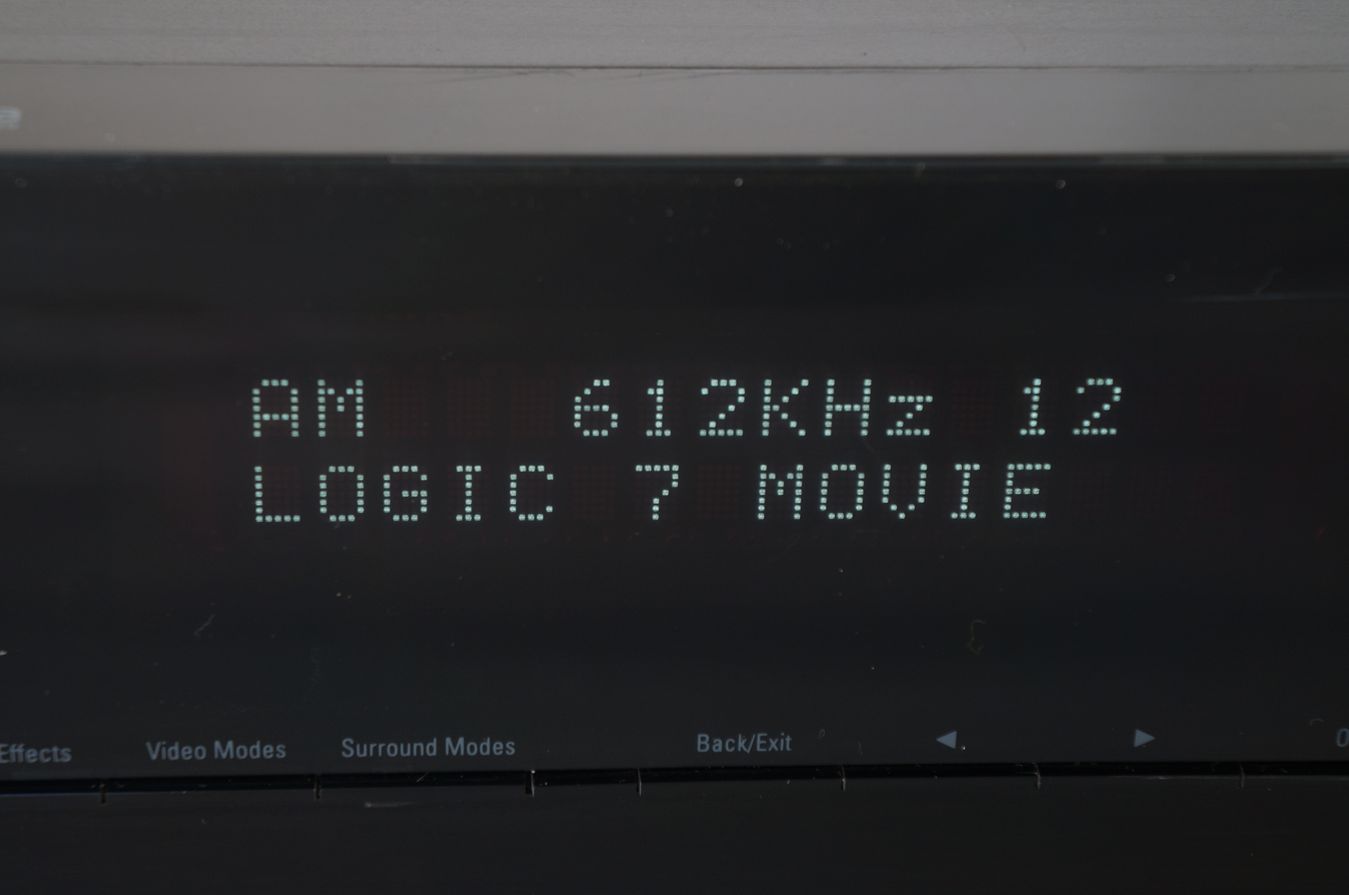 AM 612KHz 12
LOGIC 7 MOVIE
Effects Video Modes Surround Modes Back/Exit ◀ ▶